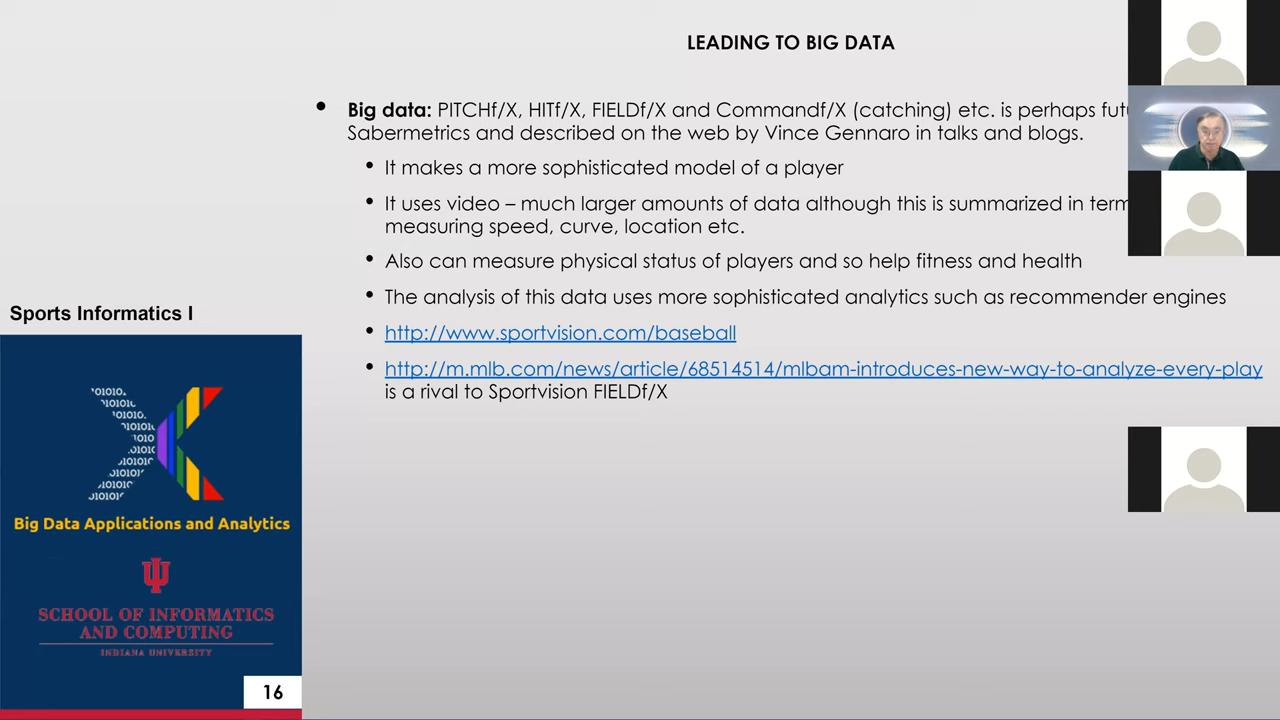 LEADING TO BIG DATA
• Big data: PITCHf/X, HITf/X, FIELDf/X and Commandf/X (catching) etc. is perhaps
Sabermetrics and described on the web by Vince Gennaro in talks and blogs.
• It makes a more sophisticated model of a player
• It uses video – much larger amounts of data although this is summarized in
measuring speed, curve, location etc.
• Also can measure physical status of players and so help fitness and health
• The analysis of this data uses more sophisticated analytics such as recommender engines
• http://www.sportvision.com/baseball
• http://m.mlb.com/news/article/68514514/mlbam-introduces-new-way-to-analyze-every-play
is a rival to Sportvision FIELDf/X
Sports Informatics I
Big Data Applications and Analytics
SCHOOL OF INFORMATICS
AND COMPUTING
INDIANA UNIVERSITY
16